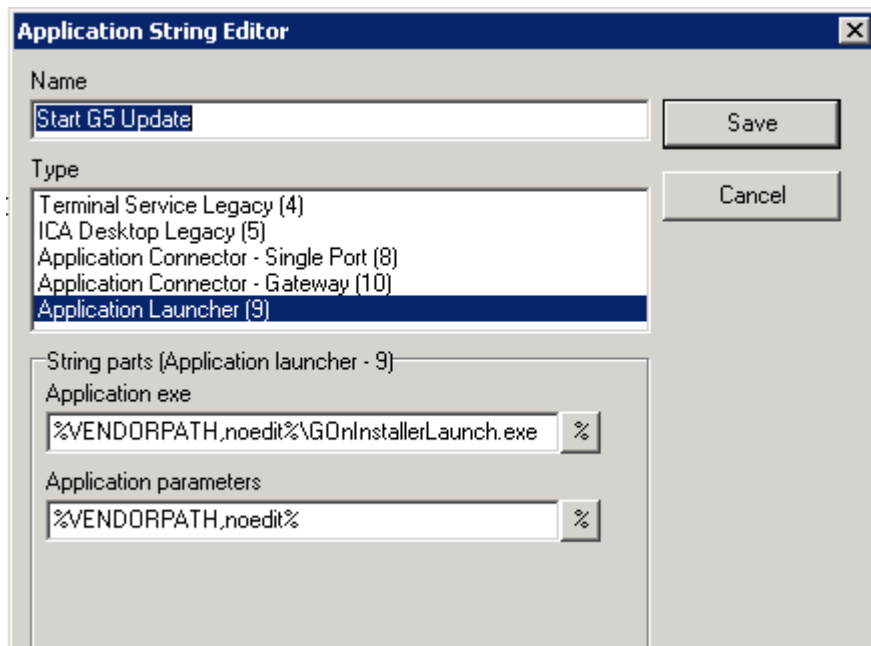 Application String Editor
Name
Start G5 Update
Save
Type
Cancel
Terminal Service Legacy (4)
ICA Desktop Legacy (5)
Application Connector - Single Port (8)
Application Connector - Gateway (10)
Application Launcher (9)
String parts (Application launcher - 9)
Application exe
%VENDORPATH,noedit%\GOnInstallerLaunch.exe %
Application parameters
%VENDORPATH,noedit% %